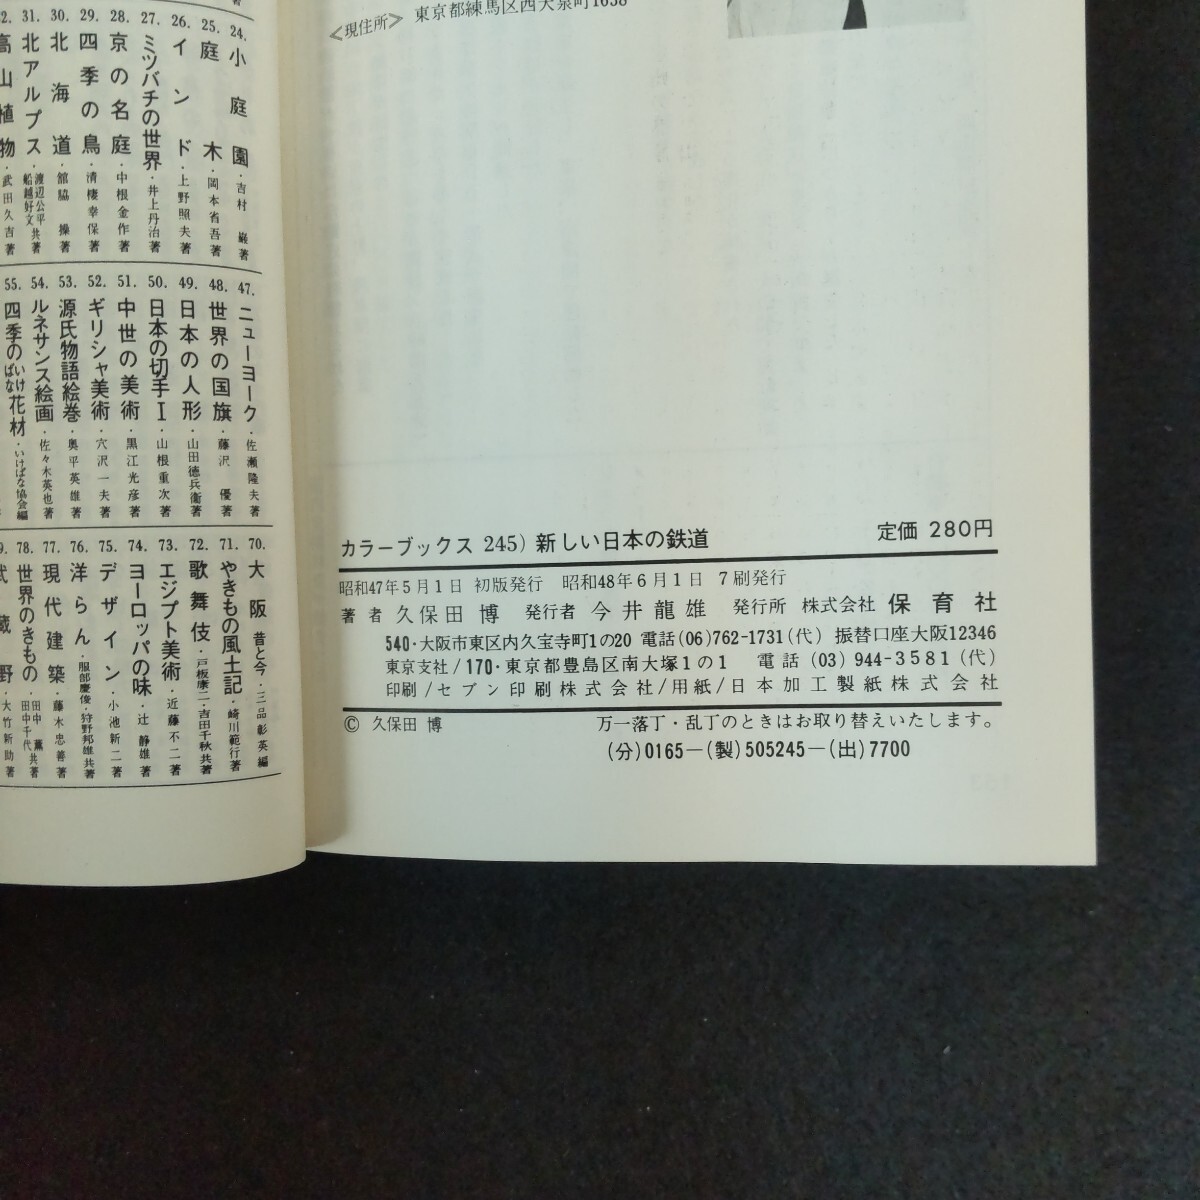 <現住所> 東京都練馬区西大泉町1638
カラーブックス 245) 新しい日本の鉄道 定価 280円
昭和47年5月1日 初版発行 昭和48年6月1日 7刷発行
著者 久保田 博 発行者 今井龍雄 発行所 株式会社 保育社
540・大阪市東区内久宝寺町1の20 電話(06)762-1731(代) 振替口座大阪12346
東京支社/170・東京都豊島区南大塚1の1 電話(03)944-3581(代)
印刷/セブン印刷株式会社/用紙/日本加工製紙株式会社
© 久保田 博 万一落丁・乱丁のときはお取り替えいたします。
(分)0165-(製)505245-(出)7700
24. 小庭園・吉村 巌著
25. 庭木・岡本省吾著
26. インド・上野照夫著
27. ミツバチの世界・井上丹治著
28. 京の名庭・中根金作著
29. 四季の鳥・清棲幸保著
30. 北海道・舘脇 操著
31. 北アルプス・渡辺公平 船越好文共著
高山植物・武田久吉著
47. ニューヨーク・佐瀬隆夫著
48. 世界の国旗・藤沢 優著
49. 日本の人形・山田徳兵衛著
50. 日本の切手Ⅰ・山根重次著
51. 中世の美術・黒江光彦著
52. ギリシャ美術・穴沢一夫著
53. 源氏物語絵巻・奥平英雄著
54. ルネサンス絵画・佐々木英也著
55. 四季のいけばな花材・いけばな協会編
70. 大阪 昔と今・三品彰英編
71. やきもの風土記・崎川範行著
72. 歌舞伎・戸板康二・吉田千秋共著
73. エジプト美術・近藤不二著
74. ヨーロッパの味・辻 静雄著
75. デザイン・小池新二著
76. 洋らん・服部慶俊・狩野邦雄共著
77. 現代建築・藤木忠善著
78. 世界のきもの・田中 薫 田中千代共著
武蔵野・大竹新助著